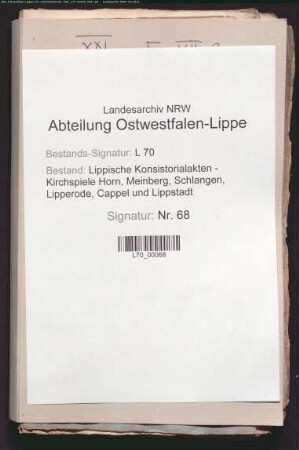 XXI
Landesarchiv NRW
Abteilung Ostwestfalen-Lippe
Bestands-Signatur: L 70
Bestand: Lippische Konsistorialakten -
Kirchspiele Horn, Meinberg, Schlangen,
Lipperode, Cappel und Lippstadt
Signatur: Nr. 68
L70_00068